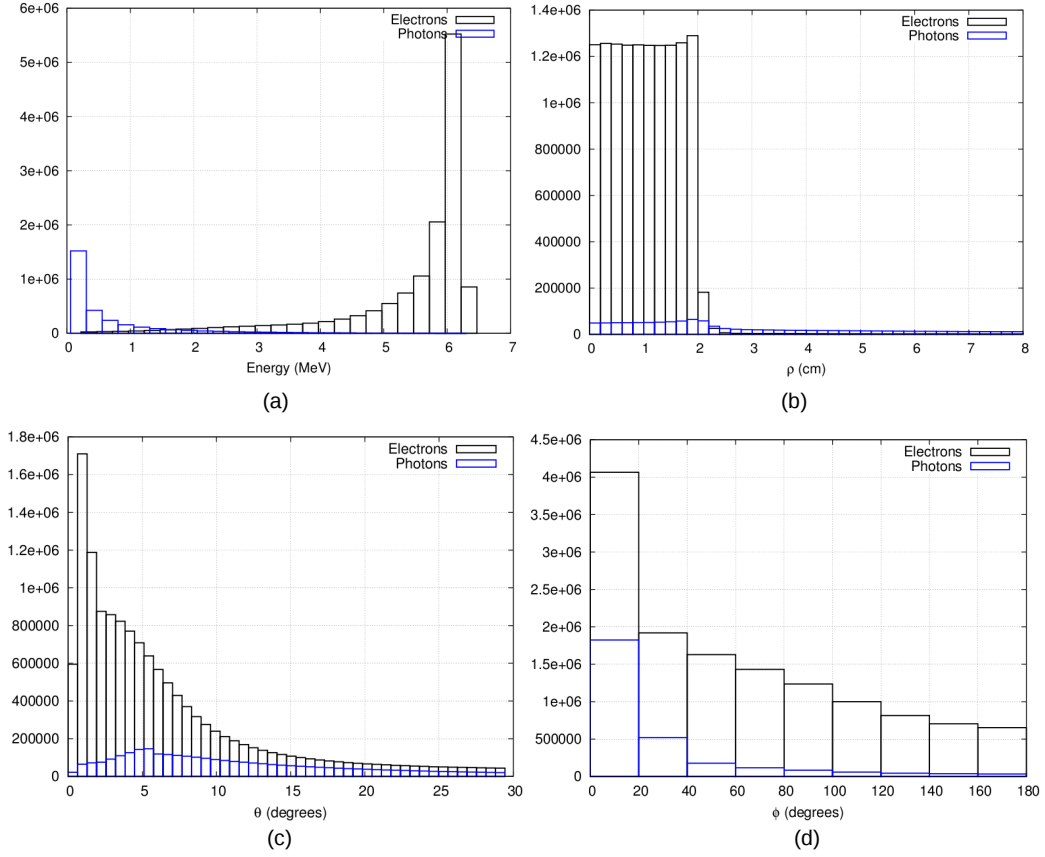 6e+06
5e+06
4e+06
3e+06
2e+06
1e+06
0
0 1 2 3 4 5 6 7
Energy (MeV)
Electrons
Photons
(a)
1.4e+06
1.2e+06
1e+06
800000
600000
400000
200000
0
0 1 2 3 4 5 6 7 8
ρ (cm)
Electrons
Photons
(b)
1.8e+06
1.6e+06
1.4e+06
1.2e+06
1e+06
800000
600000
400000
200000
0
0 5 10 15 20 25 30
θ (degrees)
Electrons
Photons
(c)
4.5e+06
4e+06
3.5e+06
3e+06
2.5e+06
2e+06
1.5e+06
1e+06
500000
0
0 20 40 60 80 100 120 140 160 180
ϕ (degrees)
Electrons
Photons
(d)